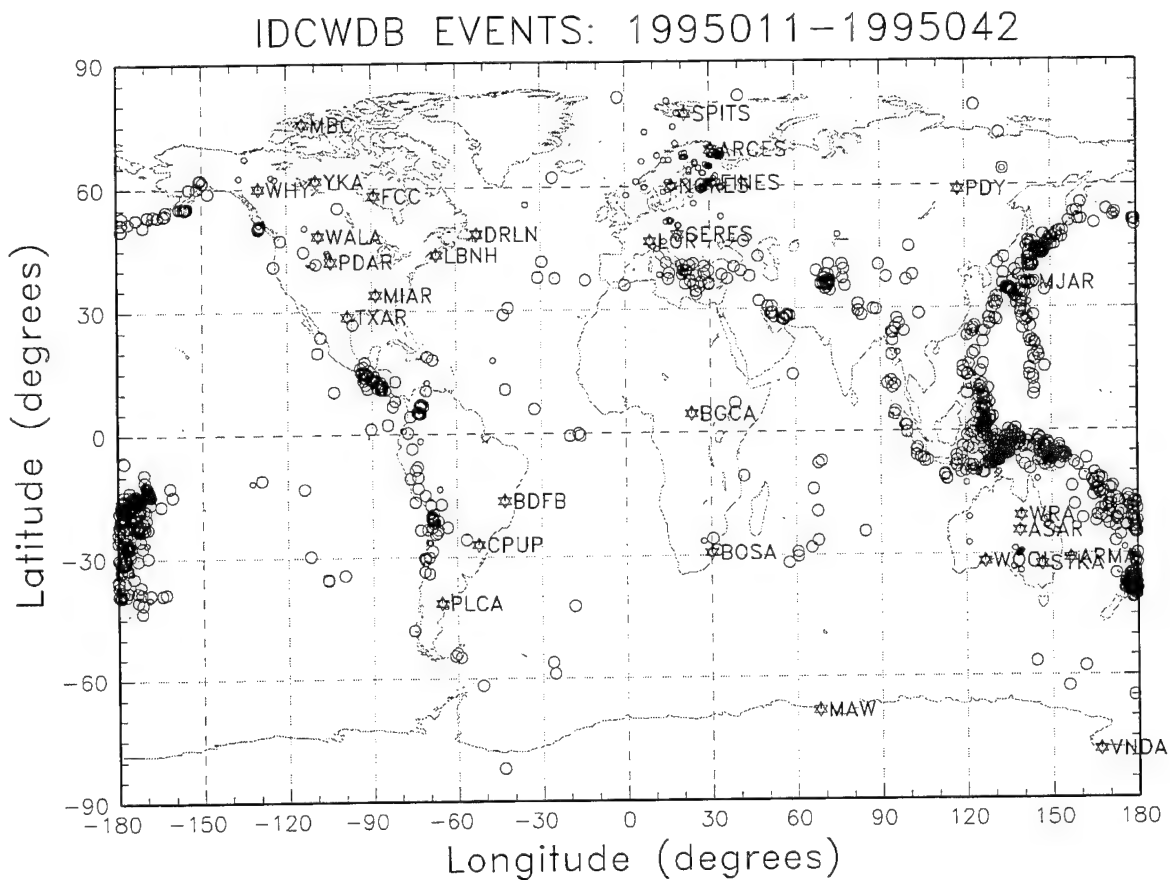 IDCWDB EVENTS: 1995011-1995042
90
60
30
0
-30
-60
-90
Latitude (degrees)
SPITS
MBC
ARCES
WHY YKA FCC NORES FINES PDY
WALA DRLN GERES
PDAR LBNH
MJAR
MIAR
TXAR
BGCA
BDFB WRA
ASAR
CPUP BOSA ARMA
STKA
PLCA
MAW
VNDA
-180 -150 -120 -90 -60 -30 0 30 60 90 120 150 180
Longitude (degrees)